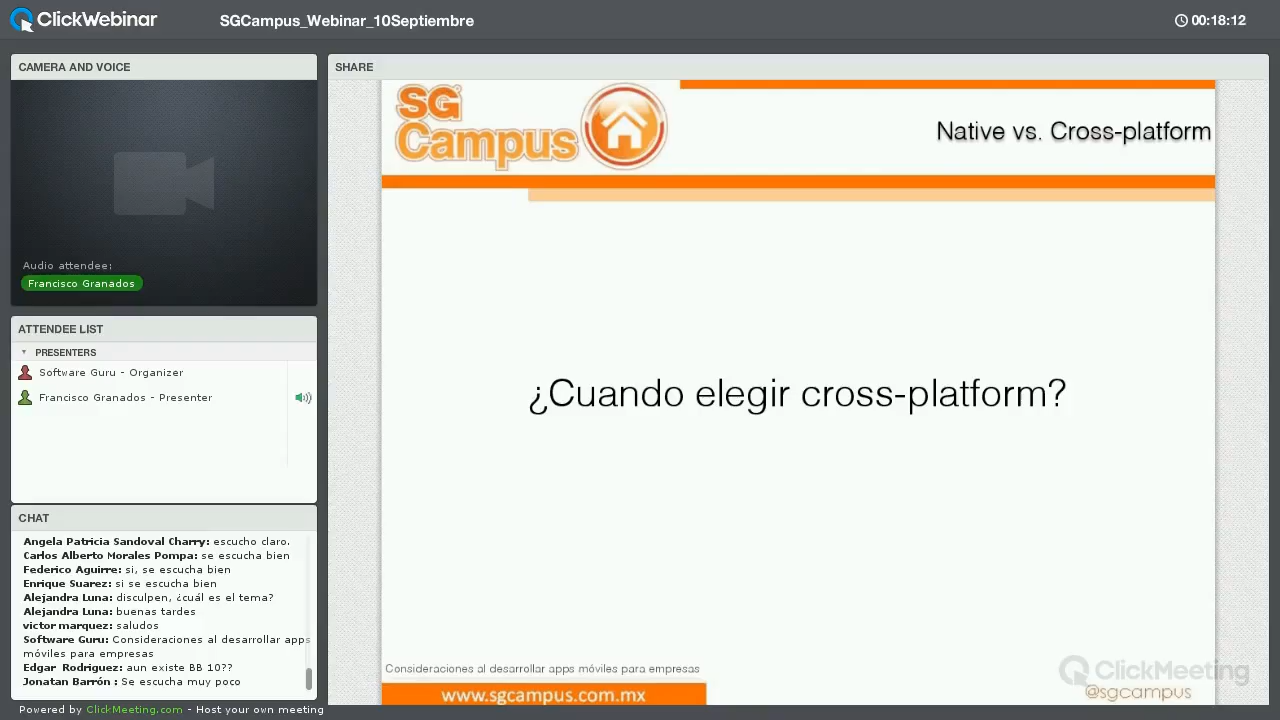 ClickWebinar
SGCampus_Webinar_10Septiembre
00:18:12
CAMERA AND VOICE
Audio attendee:
Francisco Granados
ATTENDEE LIST
PRESENTERS
Software Guru - Organizer
Francisco Granados - Presenter
CHAT
Angela Patricia Sandoval Charry: escucho claro.
Carlos Alberto Morales Pompa: se escucha bien
Federico Aguirre: si, se escucha bien
Enrique Suarez: si se escucha bien
Alejandra Luna: disculpen, ¿cuál es el tema?
Alejandra Luna: buenas tardes
victor marquez: saludos
Software Guru: Consideraciones al desarrollar apps
móviles para empresas
Edgar Rodriguez: aun existe BB 10??
Jonatan Barrón : Se escucha muy poco
Powered by ClickMeeting.com - Host your own meeting
SHARE
SG
Campus
Native vs. Cross-platform
¿Cuando elegir cross-platform?
Consideraciones al desarrollar apps móviles para empresas
www.sgcampus.com.mx
ClickMeeting
@sgcampus